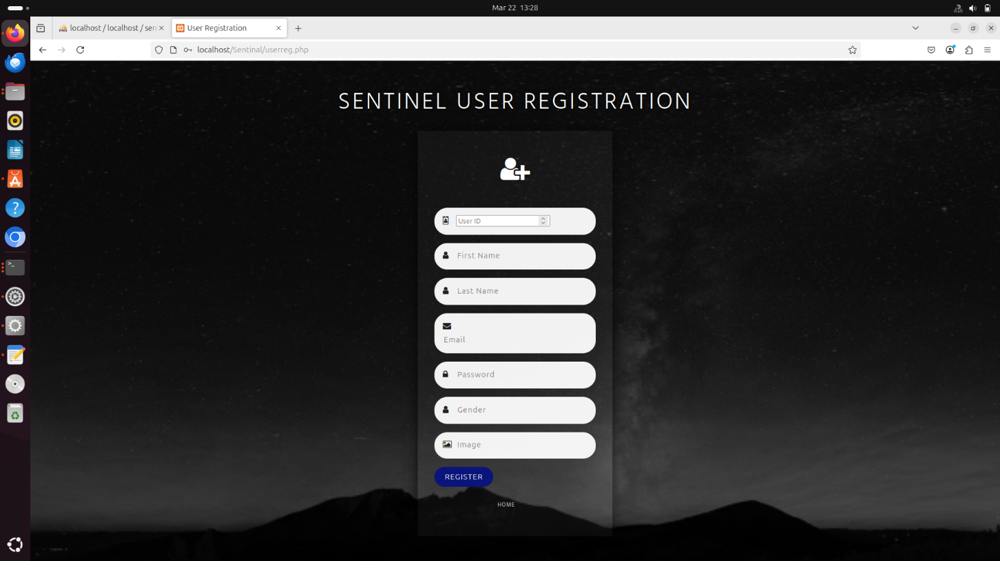 Mar 22 13:28
localhost / localhost / sen
User Registration
localhost/Sentinal/userreg.php
SENTINEL USER REGISTRATION
User ID
First Name
Last Name
Email
Password
Gender
Image
REGISTER
HOME